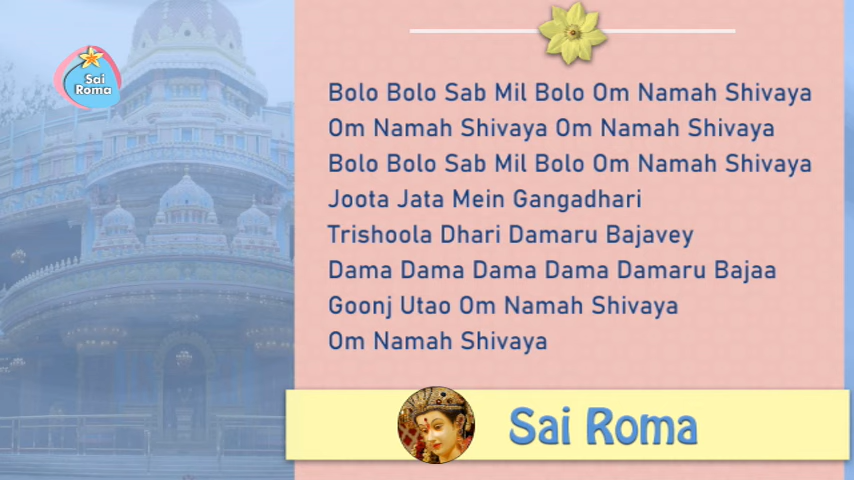 Sai
Roma
Bolo Bolo Sab Mil Bolo Om Namah Shivaya
Om Namah Shivaya Om Namah Shivaya
Bolo Bolo Sab Mil Bolo Om Namah Shivaya
Joota Jata Mein Gangadhari
Trishoola Dhari Damaru Bajavey
Dama Dama Dama Dama Damaru Bajaa
Goonj Utao Om Namah Shivaya
Om Namah Shivaya
Sai Roma